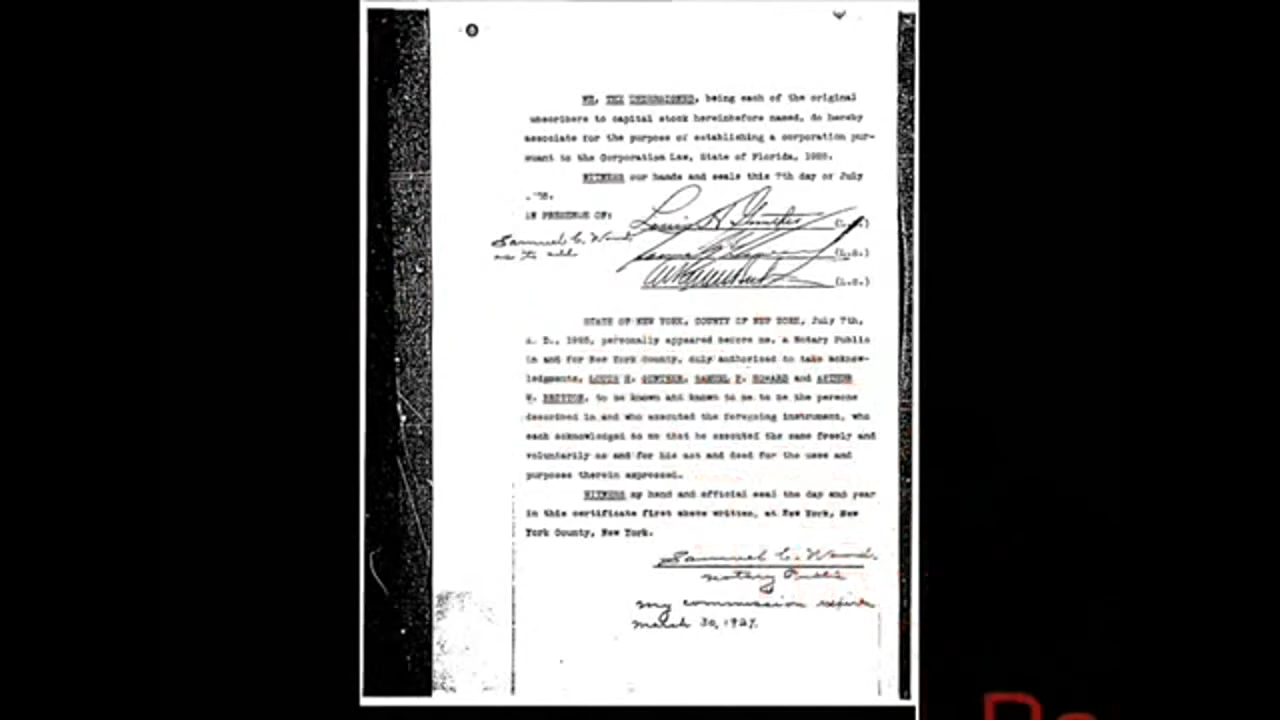 WE, THE UNDERSIGNED, being each of the original
ubscribers to capital stock hereinbefore named, do hereby
associate for the purpose of establishing a corporation pur-
suant to the Corporation Law, State of Florida, 1925.
WITNESS our hands and seals this 7th day of July
IN PRESENCE OF:
(L.S.)
Samuel C. Wood
as to all
(L.S.)
(L.S.)
STATE OF NEW YORK, COUNTY OF NEW YORK, July 7th,
A. D., 1925, personally appeared before me, a Notary Public
in and for New York County, duly authorized to take acknow-
ledgments, LOUIS H. GUNTHER, SAMUEL P. HOWARD and ARTHUR
W. BRITTON, to be known and known to me to be the persons
described in and who executed the foregoing instrument, who
each acknowledged to me that he executed the same freely and
voluntarily as and for his act and deed for the uses and
purposes therein expressed.
WITNESS my hand and official seal the day and year
in this certificate first above written, at New York, New
York County, New York.
Samuel C. Wood.
Notary Public
My commission expires
March 30, 1927.